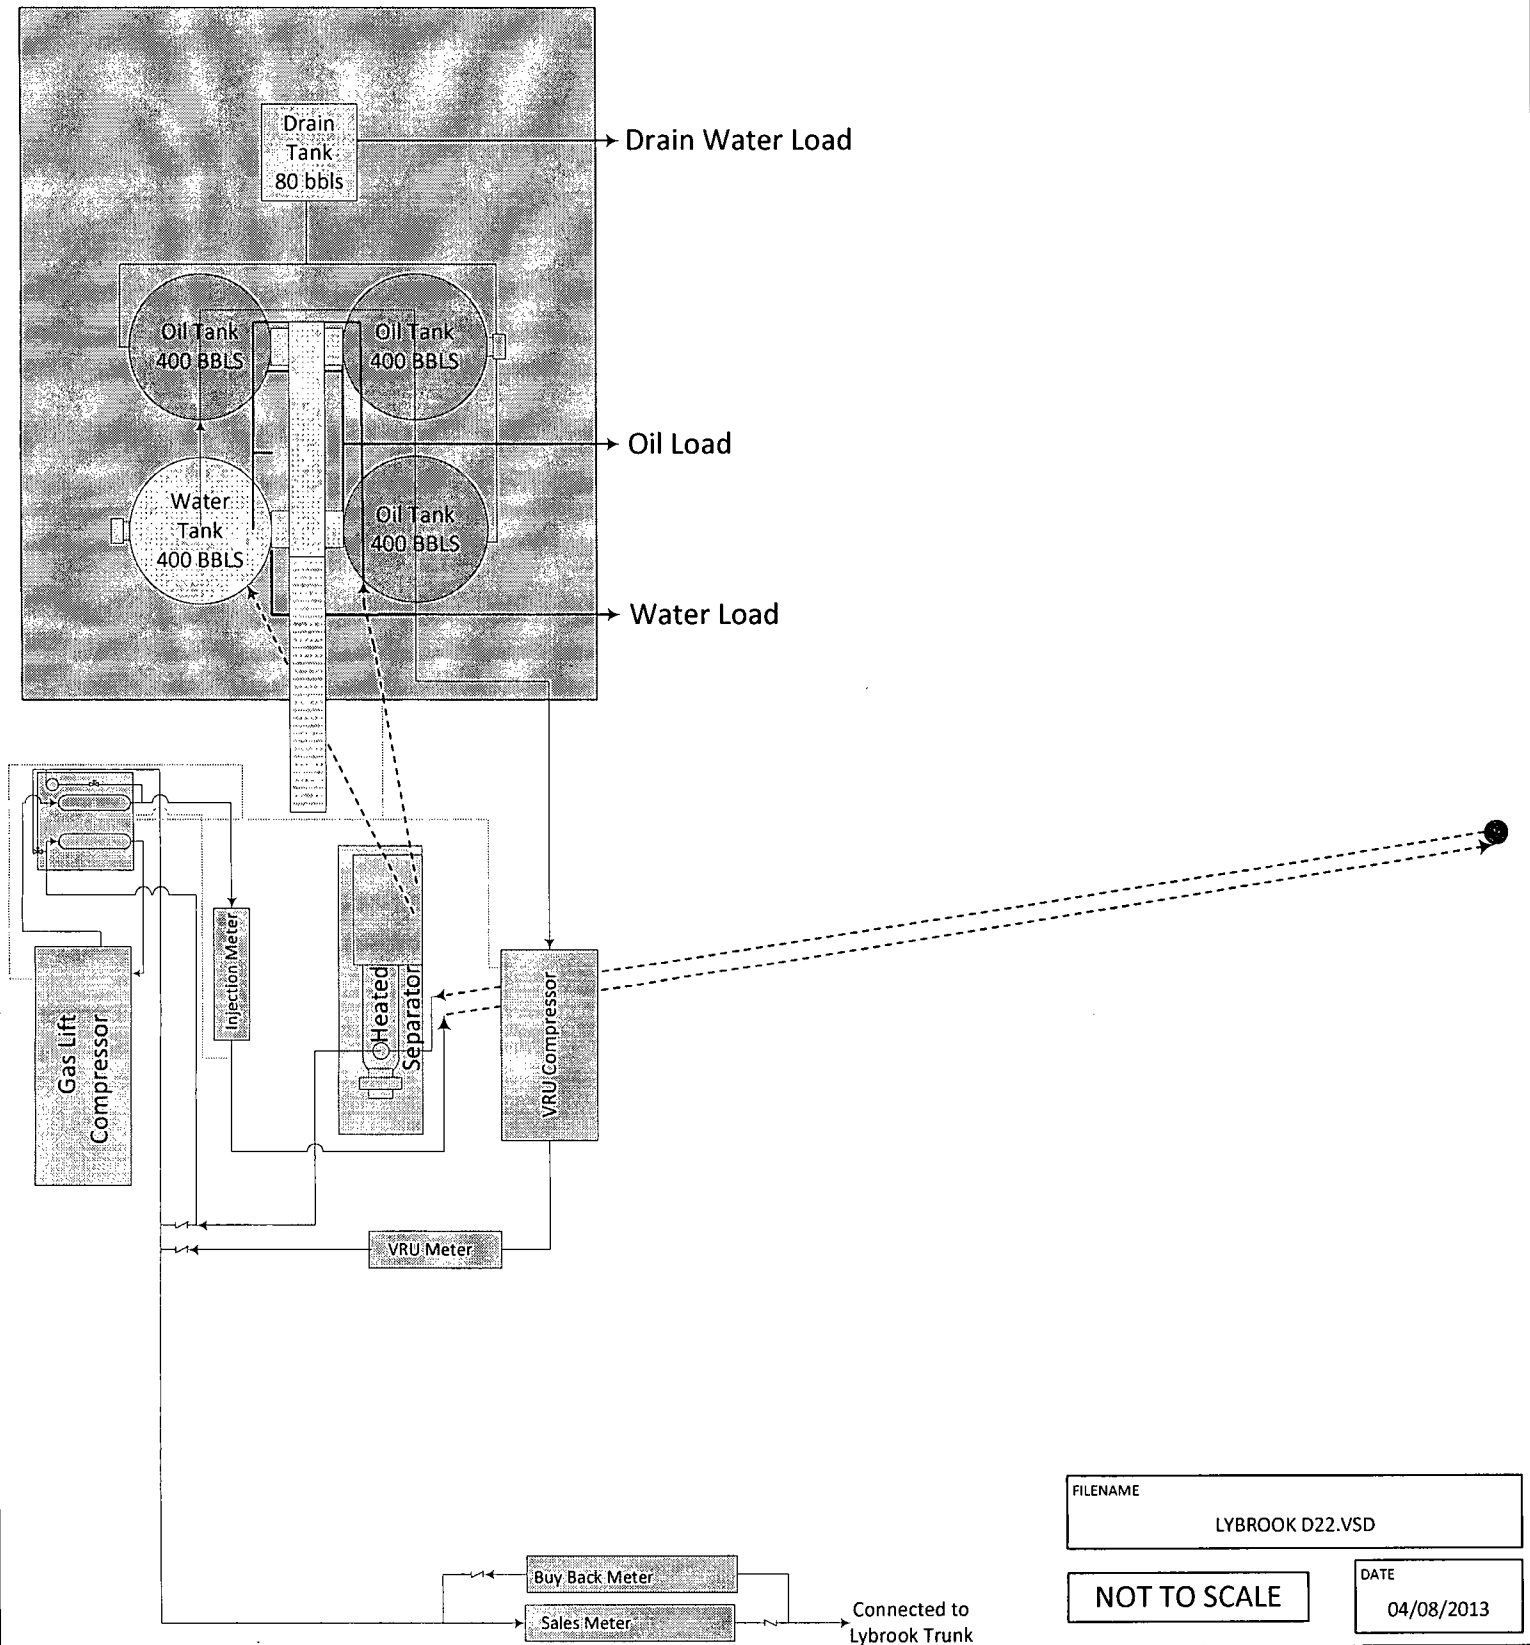 Drain
Tank
80 bbls
Drain Water Load
Oil Tank
400 BBLS
Oil Tank
400 BBLS
Oil Load
Water
Tank
400 BBLS
Oil Tank
400 BBLS
Water Load
Gas Lift
Compressor
Injection Meter
Heated
Separator
VRU Compressor
VRU Meter
Buy Back Meter
Sales Meter
Connected to
Lybrook Trunk
FILENAME
LYBROOK D22.VSD
NOT TO SCALE
DATE
04/08/2013